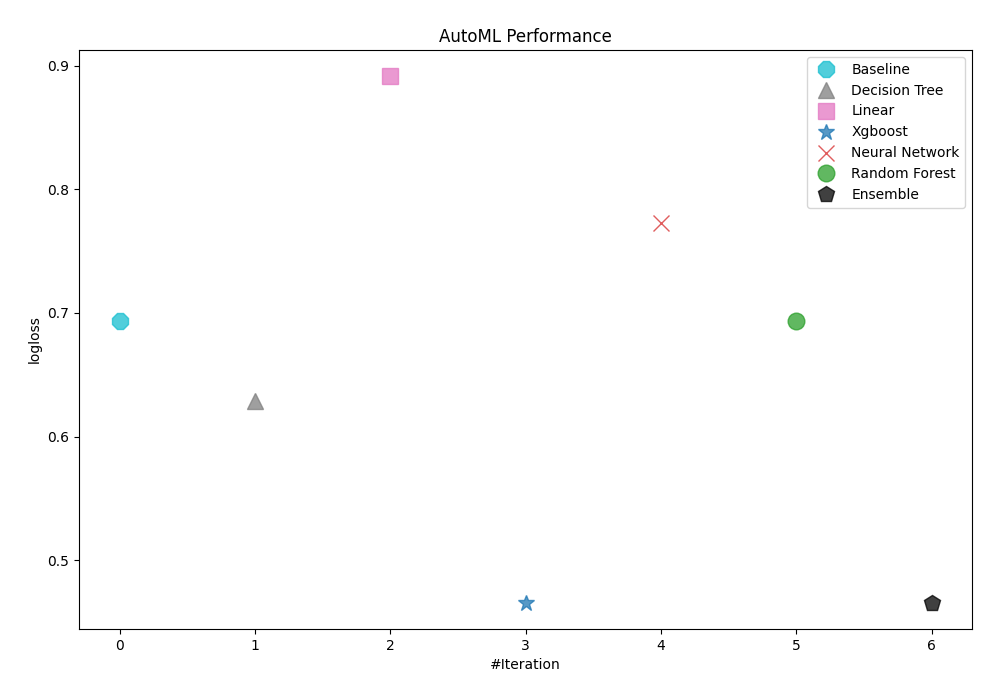 AutoML Performance
0.9
0.8
0.7
0.6
0.5
logloss
0 1 2 3 4 5 6
#Iteration
Baseline
Decision Tree
Linear
Xgboost
Neural Network
Random Forest
Ensemble